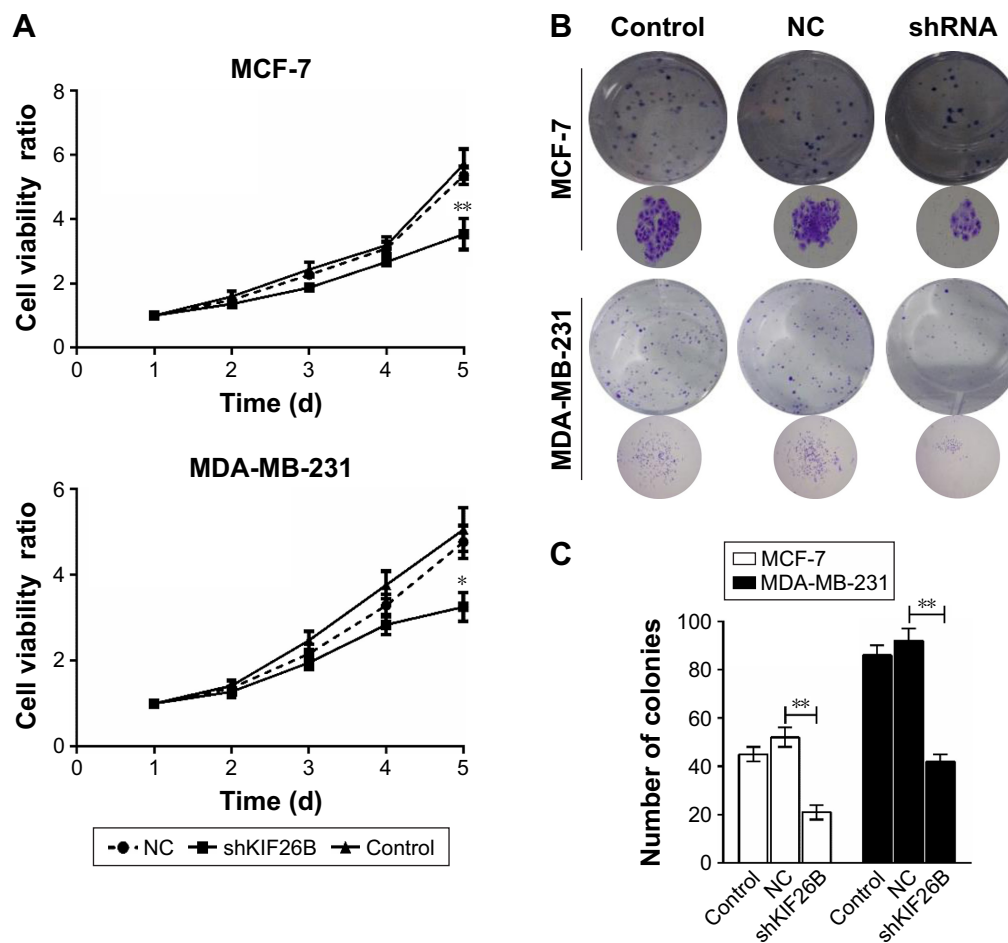 A
MCF-7
Cell viability ratio
8
6
4
2
0
**
0 1 2 3 4 5
Time (d)
MDA-MB-231
Cell viability ratio
6
4
2
0
*
0 1 2 3 4 5
Time (d)
NC shKIF26B Control
B
Control NC shRNA
MCF-7
MDA-MB-231
C
MCF-7
MDA-MB-231
Number of colonies
100
80
60
40
20
0
**
**
Control NC shKIF26B Control NC shKIF26B